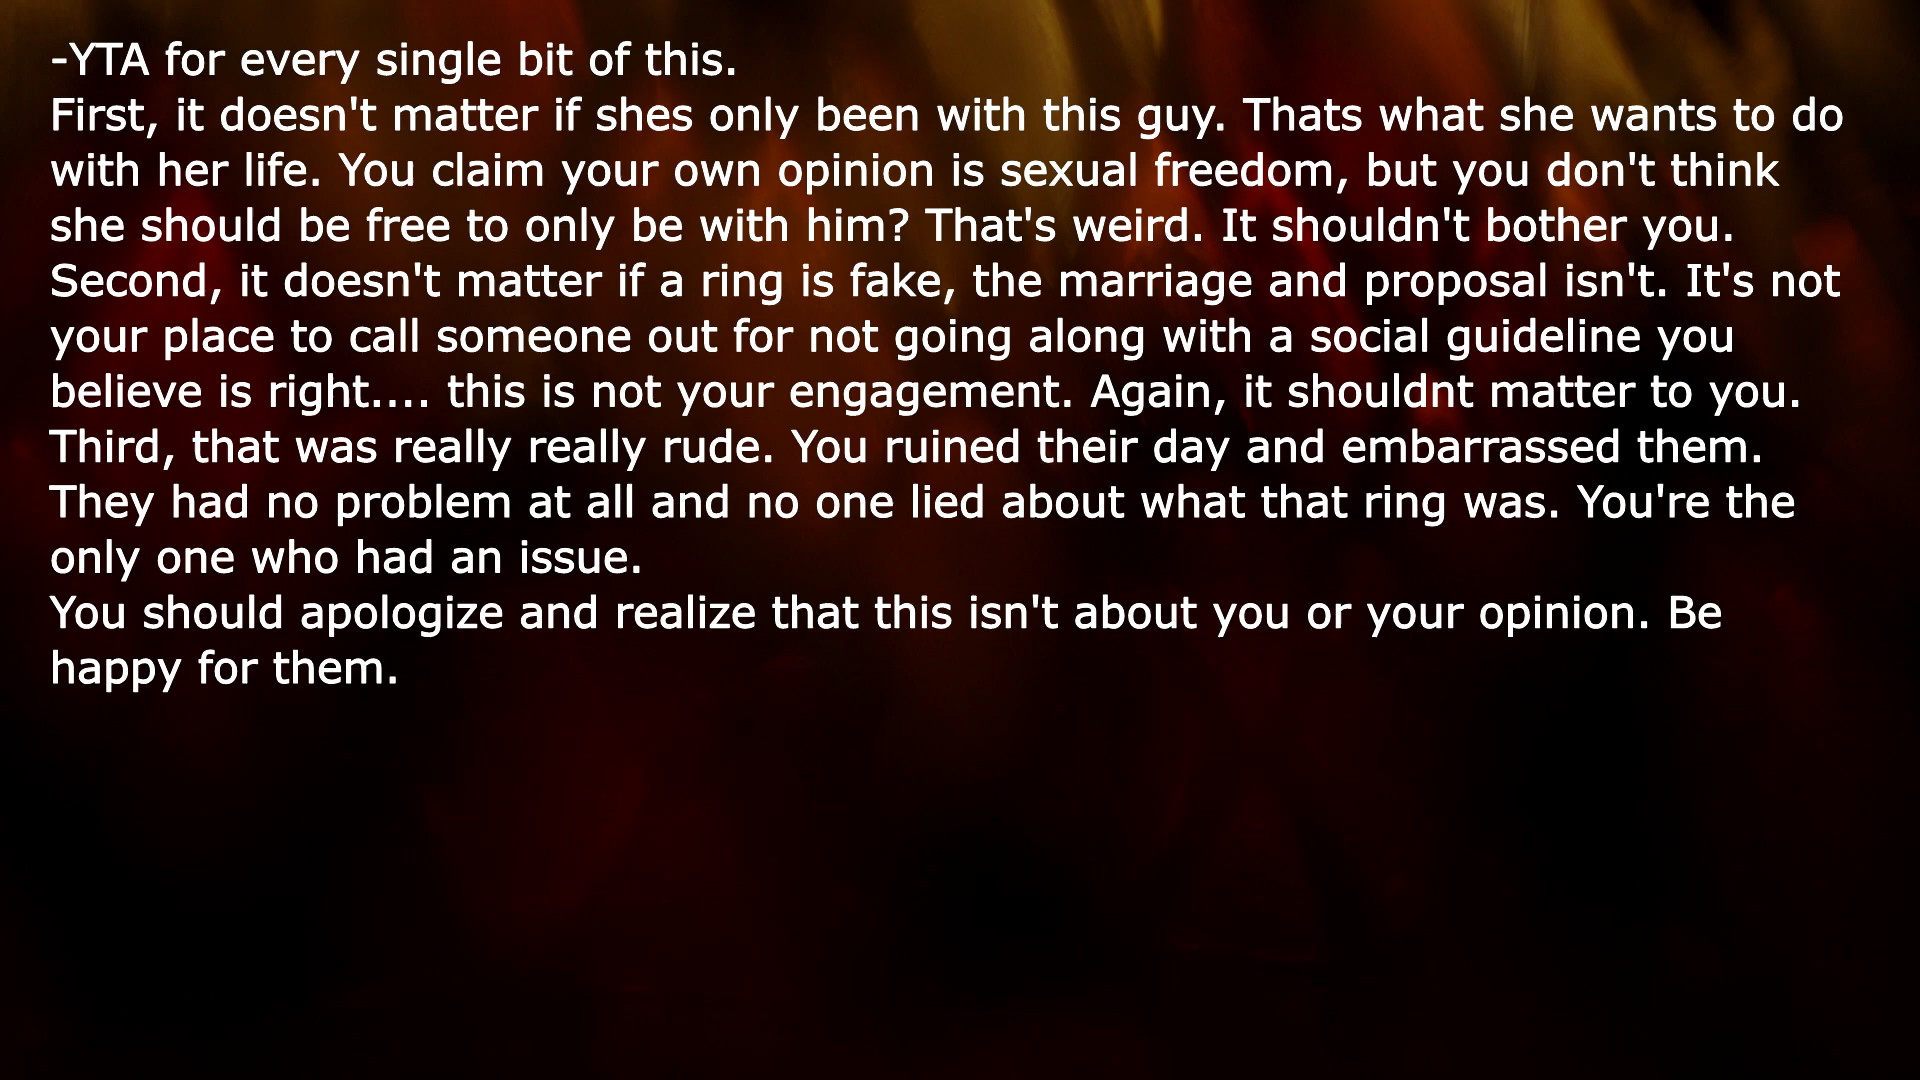 -YTA for every single bit of this.
First, it doesn't matter if shes only been with this guy. Thats what she wants to do
with her life. You claim your own opinion is sexual freedom, but you don't think
she should be free to only be with him? That's weird. It shouldn't bother you.
Second, it doesn't matter if a ring is fake, the marriage and proposal isn't. It's not
your place to call someone out for not going along with a social guideline you
believe is right.... this is not your engagement. Again, it shouldnt matter to you.
Third, that was really really rude. You ruined their day and embarrassed them.
They had no problem at all and no one lied about what that ring was. You're the
only one who had an issue.
You should apologize and realize that this isn't about you or your opinion. Be
happy for them.